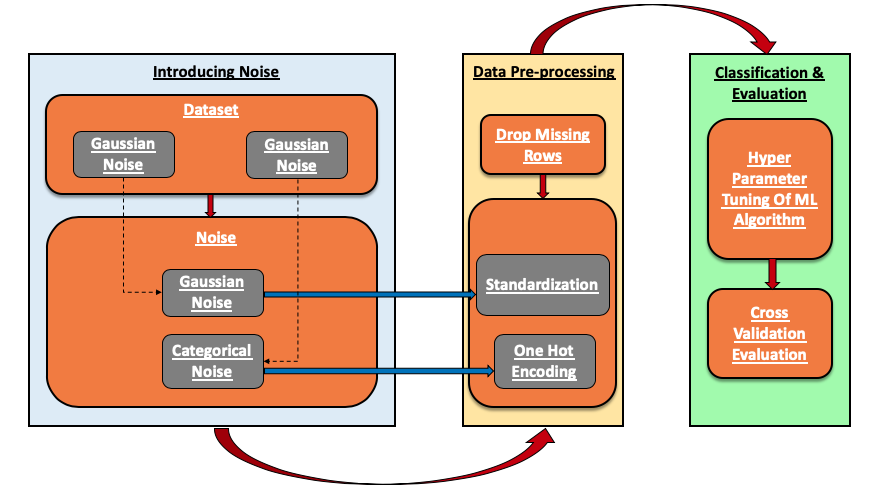 Introducing Noise
Dataset
Gaussian
Noise
Gaussian
Noise
Noise
Gaussian
Noise
Categorical
Noise
Data Pre-processing
Drop Missing
Rows
Standardization
One Hot
Encoding
Classification &
Evaluation
Hyper
Parameter
Tuning Of ML
Algorithm
Cross
Validation
Evaluation